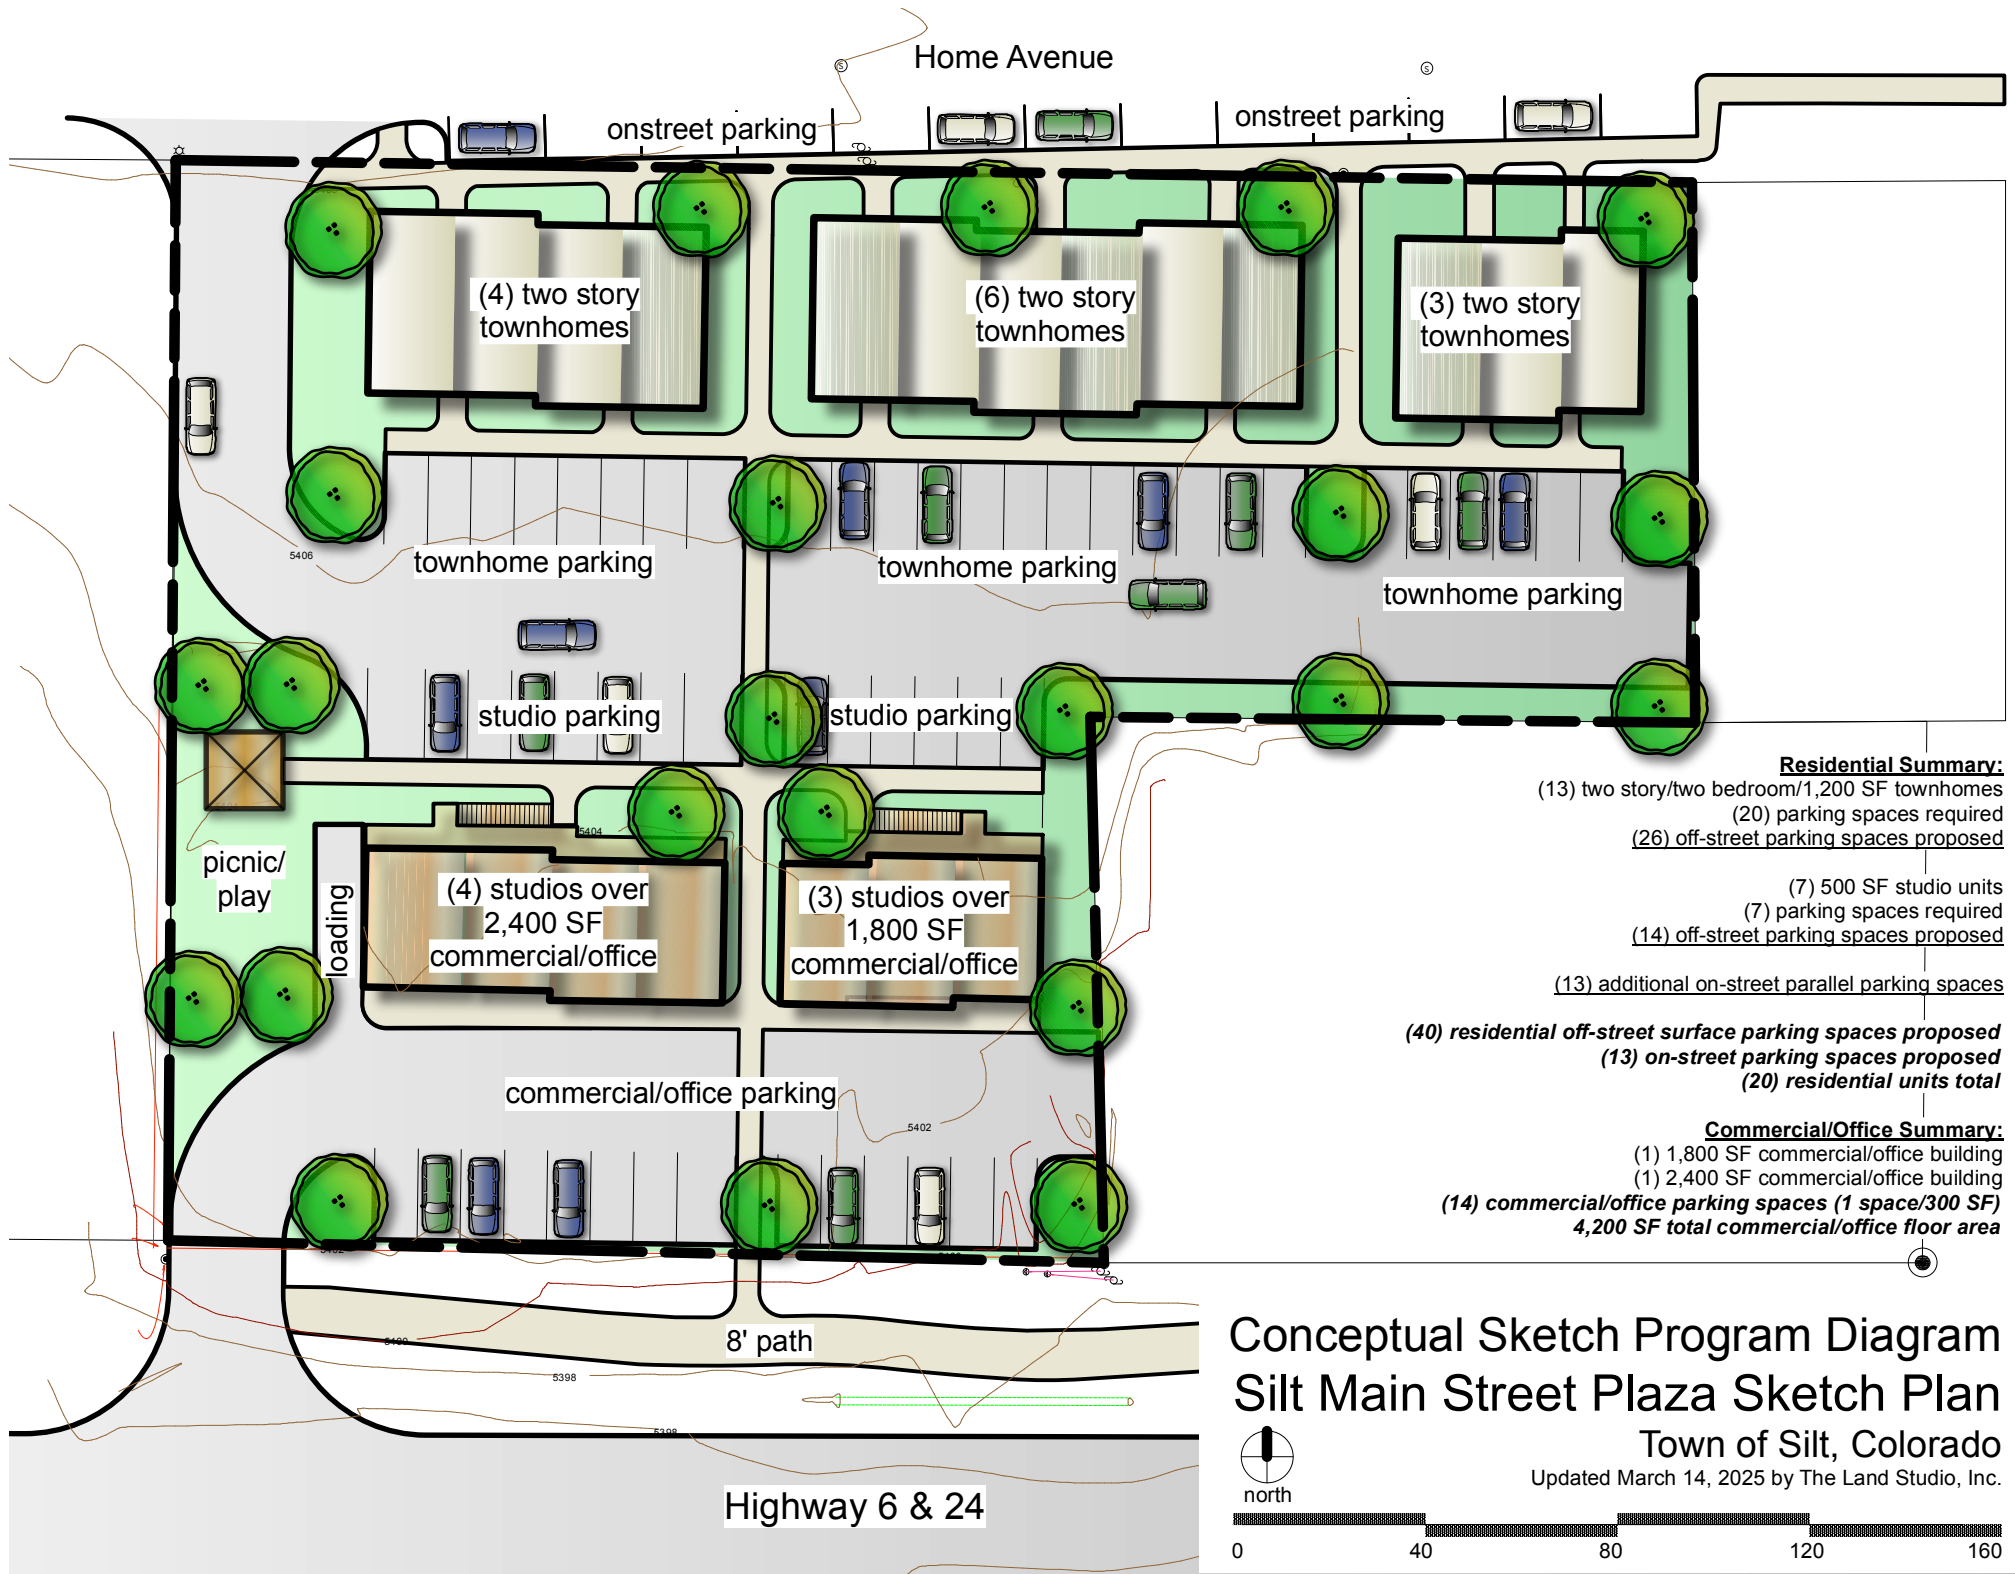 Home Avenue
onstreet parking
onstreet parking
(4) two story
townhomes
(6) two story
townhomes
(3) two story
townhomes
5406
townhome parking
townhome parking
townhome parking
studio parking
studio parking
5404
picnic/
play
loading
(4) studios over
2,400 SF
commercial/office
(3) studios over
1,800 SF
commercial/office
commercial/office parking
5402
8' path
5398
5398
Highway 6 & 24
Residential Summary:
(13) two story/two bedroom/1,200 SF townhomes
(20) parking spaces required
(26) off-street parking spaces proposed
(7) 500 SF studio units
(7) parking spaces required
(14) off-street parking spaces proposed
(13) additional on-street parallel parking spaces
(40) residential off-street surface parking spaces proposed
(13) on-street parking spaces proposed
(20) residential units total
Commercial/Office Summary:
(1) 1,800 SF commercial/office building
(1) 2,400 SF commercial/office building
(14) commercial/office parking spaces (1 space/300 SF)
4,200 SF total commercial/office floor area
Conceptual Sketch Program Diagram
Silt Main Street Plaza Sketch Plan
Town of Silt, Colorado
Updated March 14, 2025 by The Land Studio, Inc.
north
0 40 80 120 160